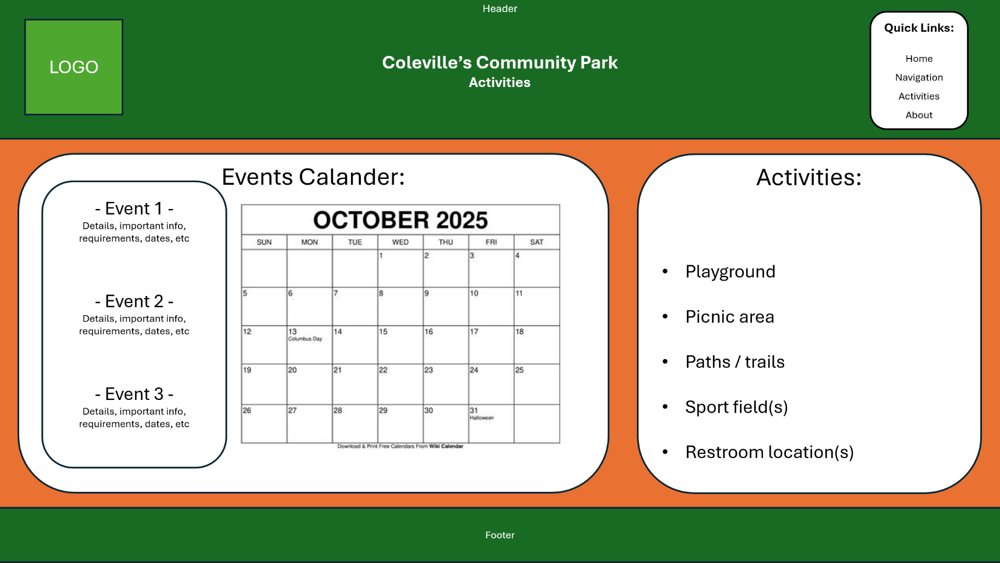 Header
LOGO
Coleville’s Community Park
Activities
Quick Links:
Home
Navigation
Activities
About
Events Calander:
- Event 1 -
Details, important info,
requirements, dates, etc
- Event 2 -
Details, important info,
requirements, dates, etc
- Event 3 -
Details, important info,
requirements, dates, etc
OCTOBER 2025
SUN MON TUE WED THU FRI SAT
1 2 3 4
5 6 7 8 9 10 11
12 13 14 15 16 17 18
Columbus Day
19 20 21 22 23 24 25
26 27 28 29 30 31
Halloween
Download & Print Free Calendars From Wiki Calendar
Activities:
• Playground
• Picnic area
• Paths / trails
• Sport field(s)
• Restroom location(s)
Footer